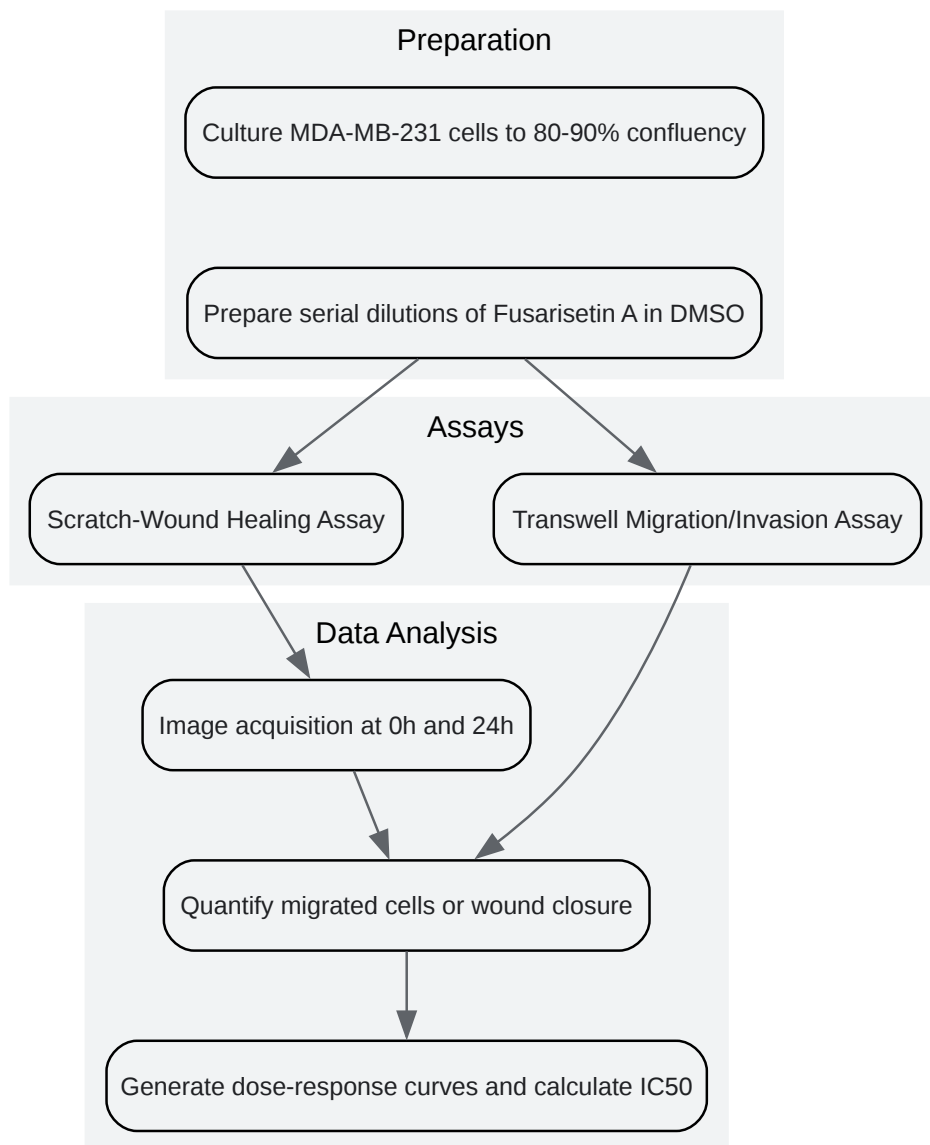 Preparation
Culture MDA-MB-231 cells to 80-90% confluency
Prepare serial dilutions of Fusarisetin A in DMSO
Assays
Scratch-Wound Healing Assay
Transwell Migration/Invasion Assay
Data Analysis
Image acquisition at 0h and 24h
Quantify migrated cells or wound closure
Generate dose-response curves and calculate IC50